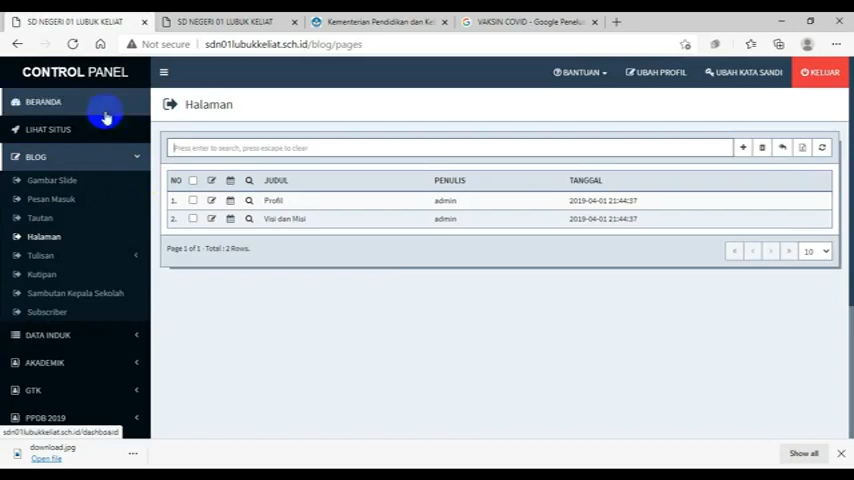 SD NEGERI 01 LUBUK KELIAT
SD NEGERI 01 LUBUK KELIAT
Kementerian Pendidikan dan Ke
VAKSIN COVID - Google Penelu
Not secure
sdn01lubukkeliat.sch.id/blog/pages
CONTROL PANEL
BANTUAN
UBAH PROFIL
UBAH KATA SANDI
KELUAR
BERANDA
LIHAT SITUS
BLOG
Gambar Slide
Pesan Masuk
Tautan
Halaman
Tulisan
Kutipan
Sambutan Kepala Sekolah
Subscriber
DATA INDUK
AKADEMIK
GTK
PPDB 2019
Halaman
Press enter to search, press escape to clear
NO JUDUL PENULIS TANGGAL
1. Profil admin 2019-04-01 21:44:37
2. Visi dan Misi admin 2019-04-01 21:44:37
Page 1 of 1 - Total : 2 Rows.
« ‹ › » 10
sdn01lubukkeliat.sch.id/dashboard
download.jpg
Open file
Show all